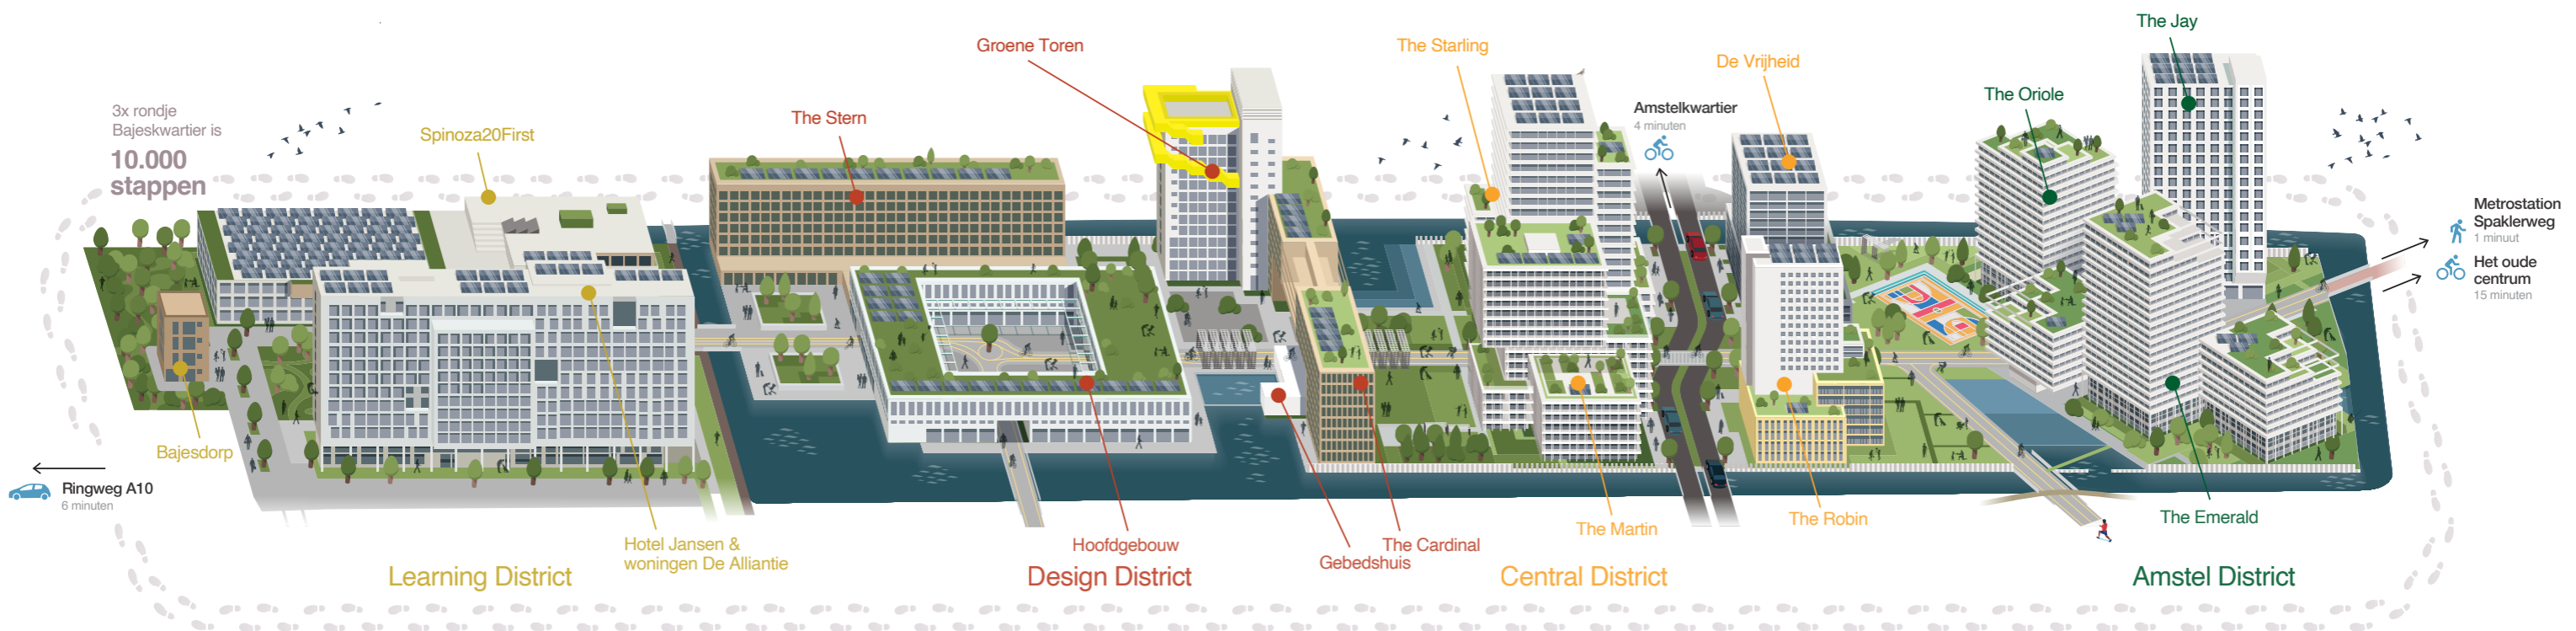 The Jay
Groene Toren
The Starling
De Vrijheid
The Oriole
3x rondje
Bajeskwartier is
10.000
stappen
Spinoza20First
The Stern
Amstelkwartier
4 minuten
Metrostation
Spaklerweg
1 minuut
Het oude
centrum
15 minuten
Bajesdorp
Ringweg A10
6 minuten
Hotel Jansen &
woningen De Alliantie
Hoofdgebouw
Gebedshuis
The Cardinal
The Martin
The Robin
The Emerald
Learning District
Design District
Central District
Amstel District